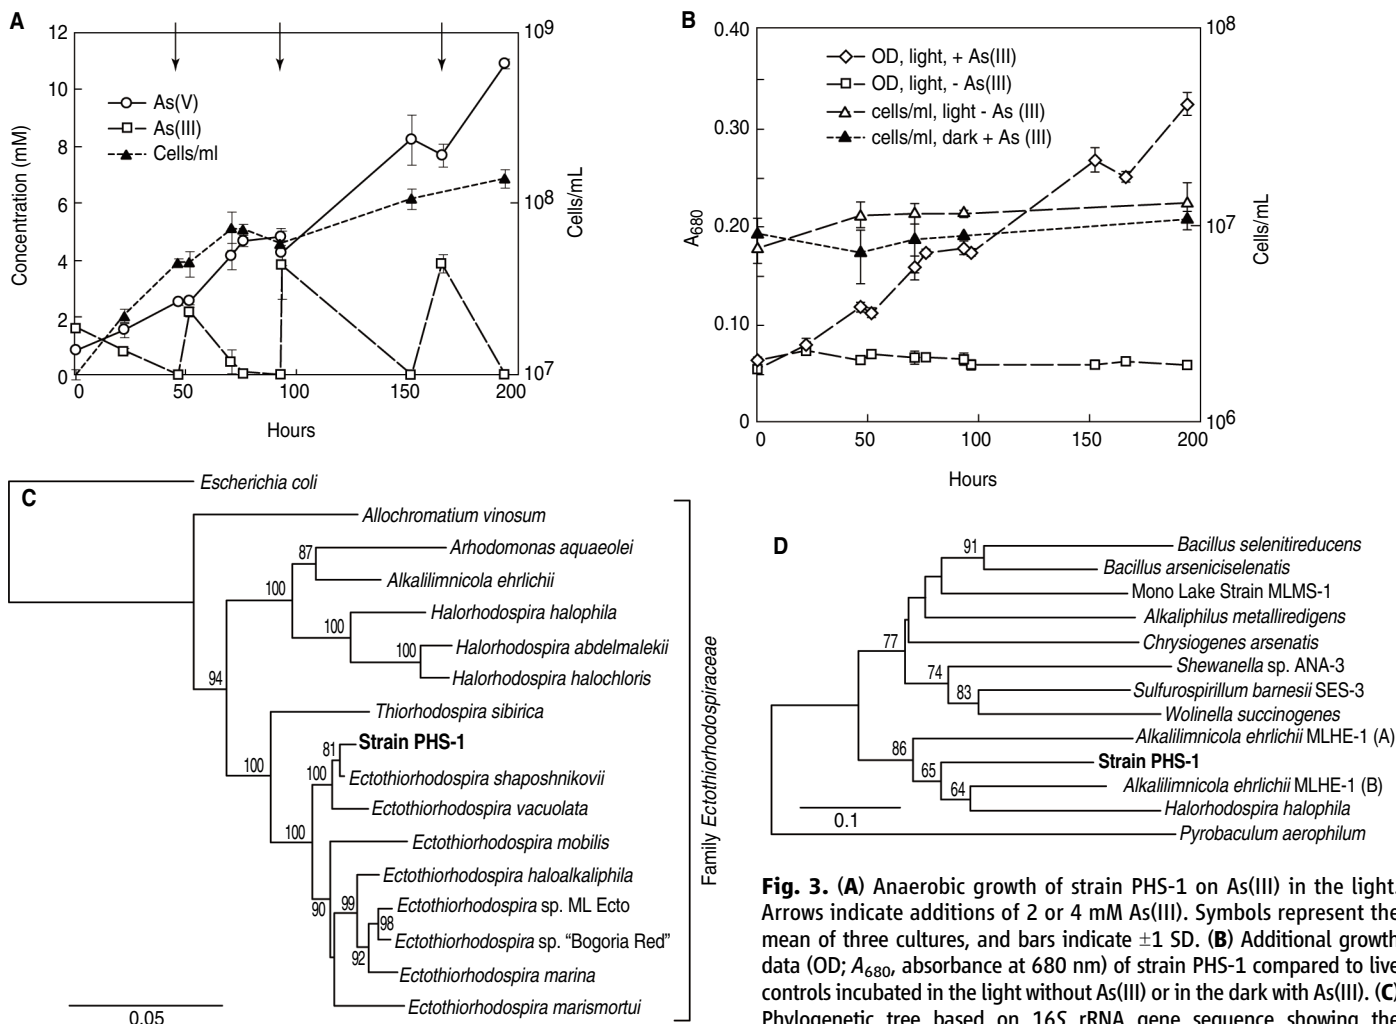 A
12
10
8
6
4
2
0
Concentration (mM)
As(V)
As(III)
Cells/ml
10⁹
10⁸
10⁷
Cells/mL
0 50 100 150 200
Hours
B
0.40
0.30
0.20
0.10
0
A₆₈₀
OD, light, + As(III)
OD, light, - As(III)
cells/ml, light - As (III)
cells/ml, dark + As (III)
10⁸
10⁷
10⁶
Cells/mL
0 50 100 150 200
Hours
C
Escherichia coli
Allochromatium vinosum
87
Arhodomonas aquaeolei
Alkalilimnicola ehrlichii
100
Halorhodospira halophila
100
100
Halorhodospira abdelmalekii
Halorhodospira halochloris
94
Thiorhodospira sibirica
Strain PHS-1
81
100
100
Ectothiorhodospira shaposhnikovii
Ectothiorhodospira vacuolata
100
Ectothiorhodospira mobilis
Ectothiorhodospira haloalkaliphila
90
99
Ectothiorhodospira sp. ML Ecto
98
Ectothiorhodospira sp. “Bogoria Red”
92
Ectothiorhodospira marina
Ectothiorhodospira marismortui
0.05
Family Ectothiorhodospiraceae
D
91
Bacillus selenitireducens
Bacillus arseniciselenatis
Mono Lake Strain MLMS-1
Alkaliphilus metalliredigens
77
Chrysiogenes arsenatis
74
Shewanella sp. ANA-3
83
Sulfurospirillum barnesii SES-3
Wolinella succinogenes
86
Alkalilimnicola ehrlichii MLHE-1 (A)
65
Strain PHS-1
64
Alkalilimnicola ehrlichii MLHE-1 (B)
Halorhodospira halophila
0.1
Pyrobaculum aerophilum
Fig. 3. (A) Anaerobic growth of strain PHS-1 on As(III) in the light.
Arrows indicate additions of 2 or 4 mM As(III). Symbols represent the
mean of three cultures, and bars indicate ±1 SD. (B) Additional growth
data (OD; A₆₈₀, absorbance at 680 nm) of strain PHS-1 compared to live
controls incubated in the light without As(III) or in the dark with As(III). (C)
Phylogenetic tree based on 16S rRNA gene sequence showing the